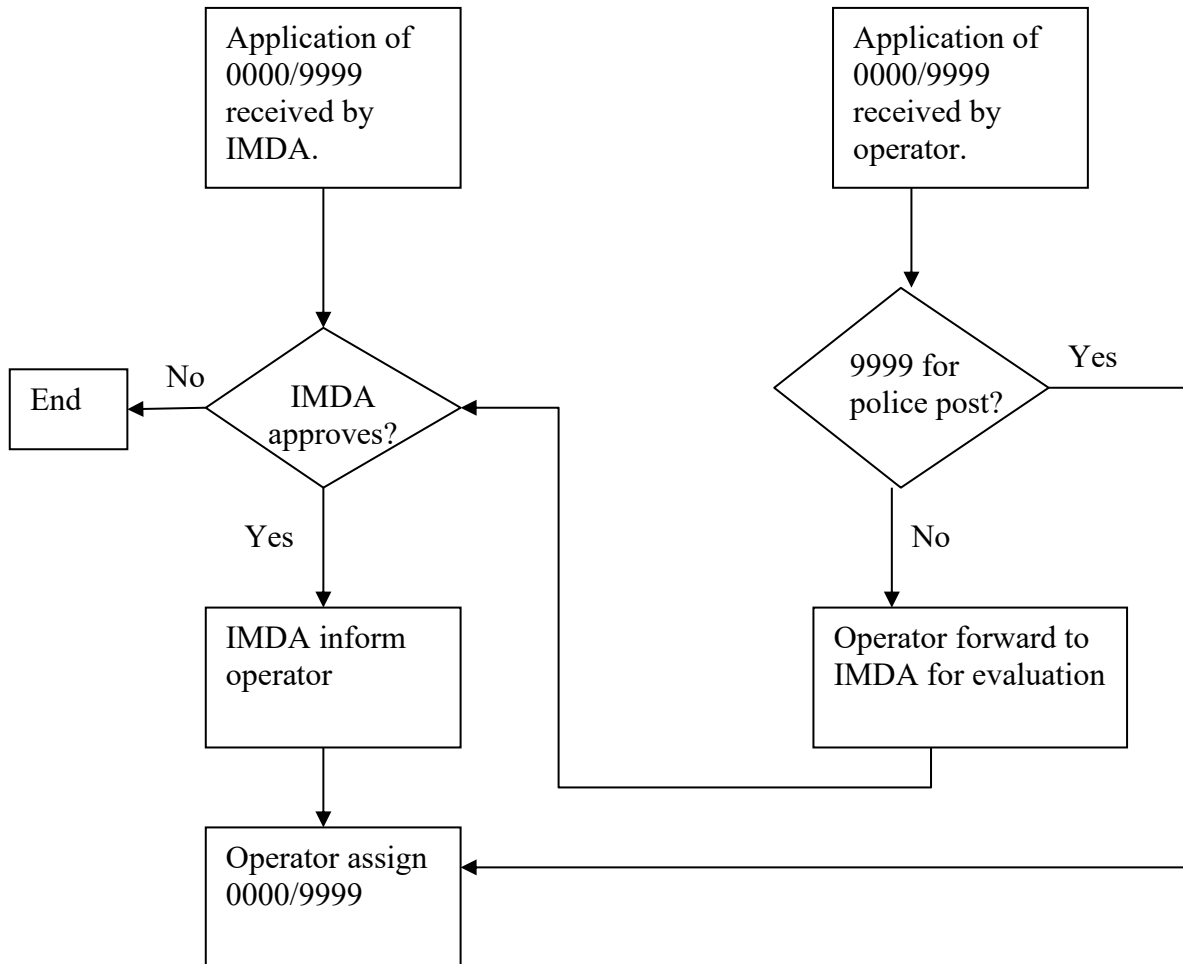 Application of
0000/9999
received by
IMDA.
Application of
0000/9999
received by
operator.
No
End
IMDA
approves?
9999 for
police post?
Yes
Yes
No
IMDA inform
operator
Operator forward to
IMDA for evaluation
Operator assign
0000/9999